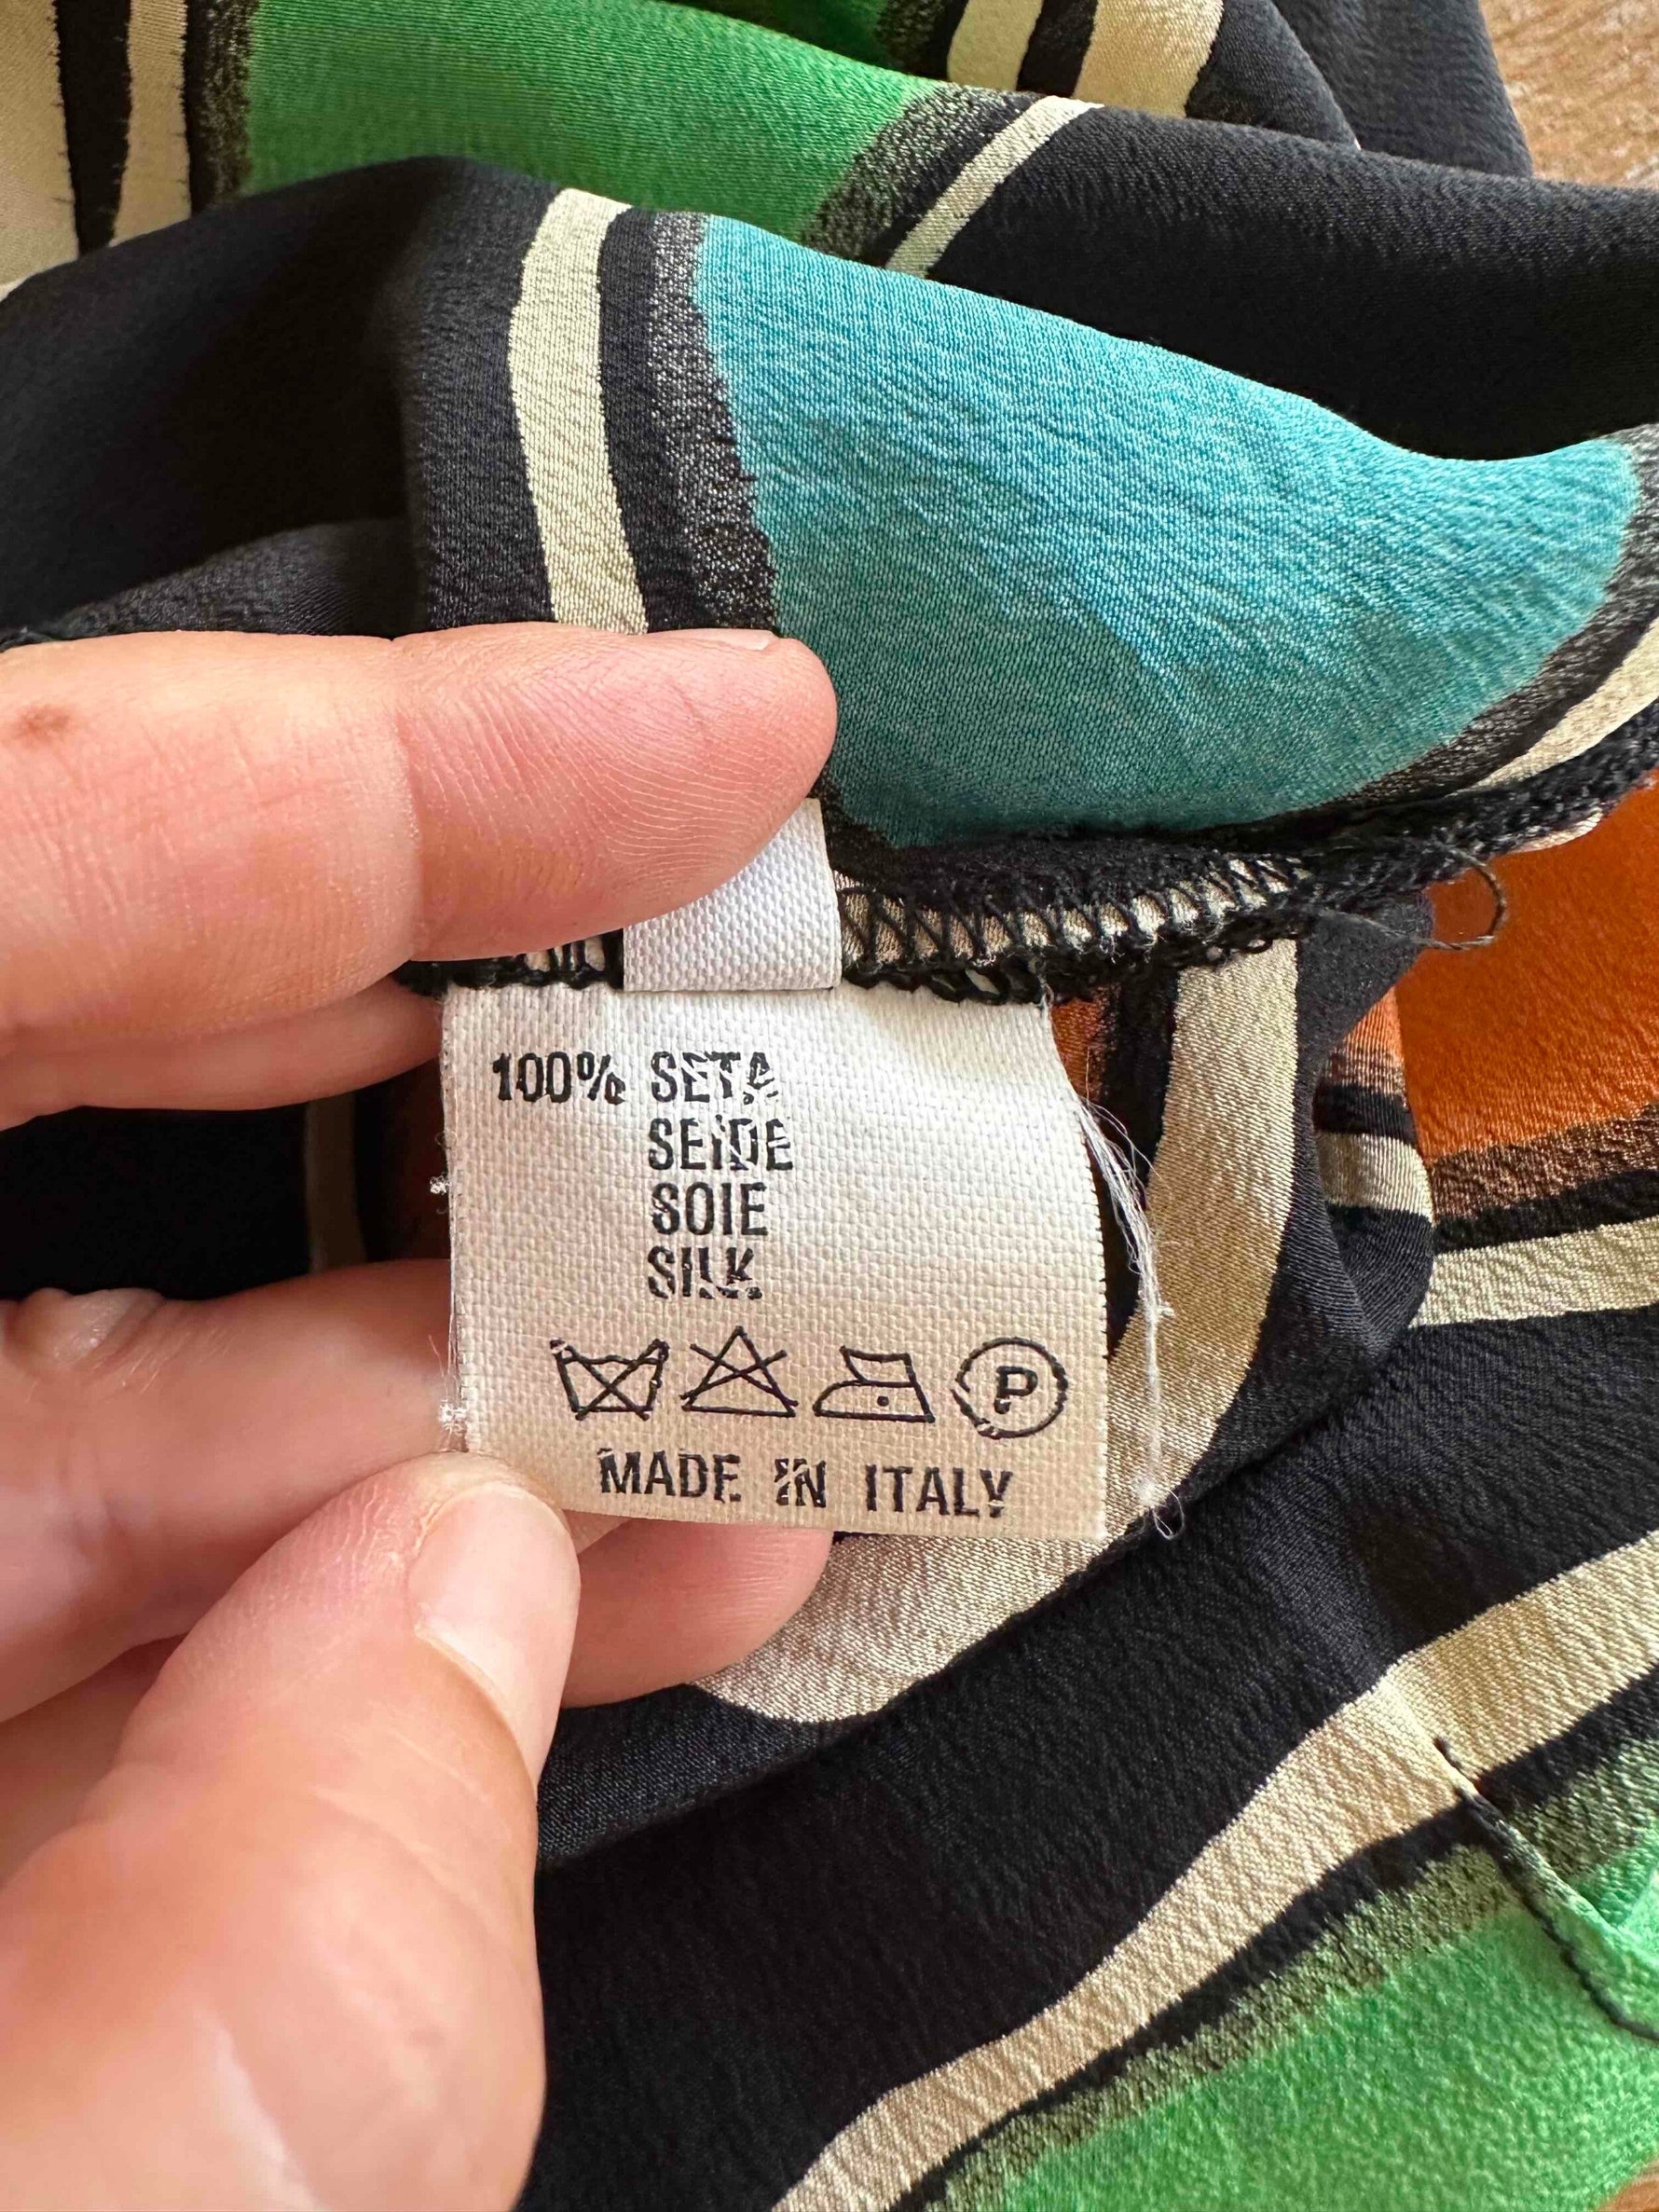 100% SETA
SEIDE
SOIE
SILK
P
MADE IN ITALY